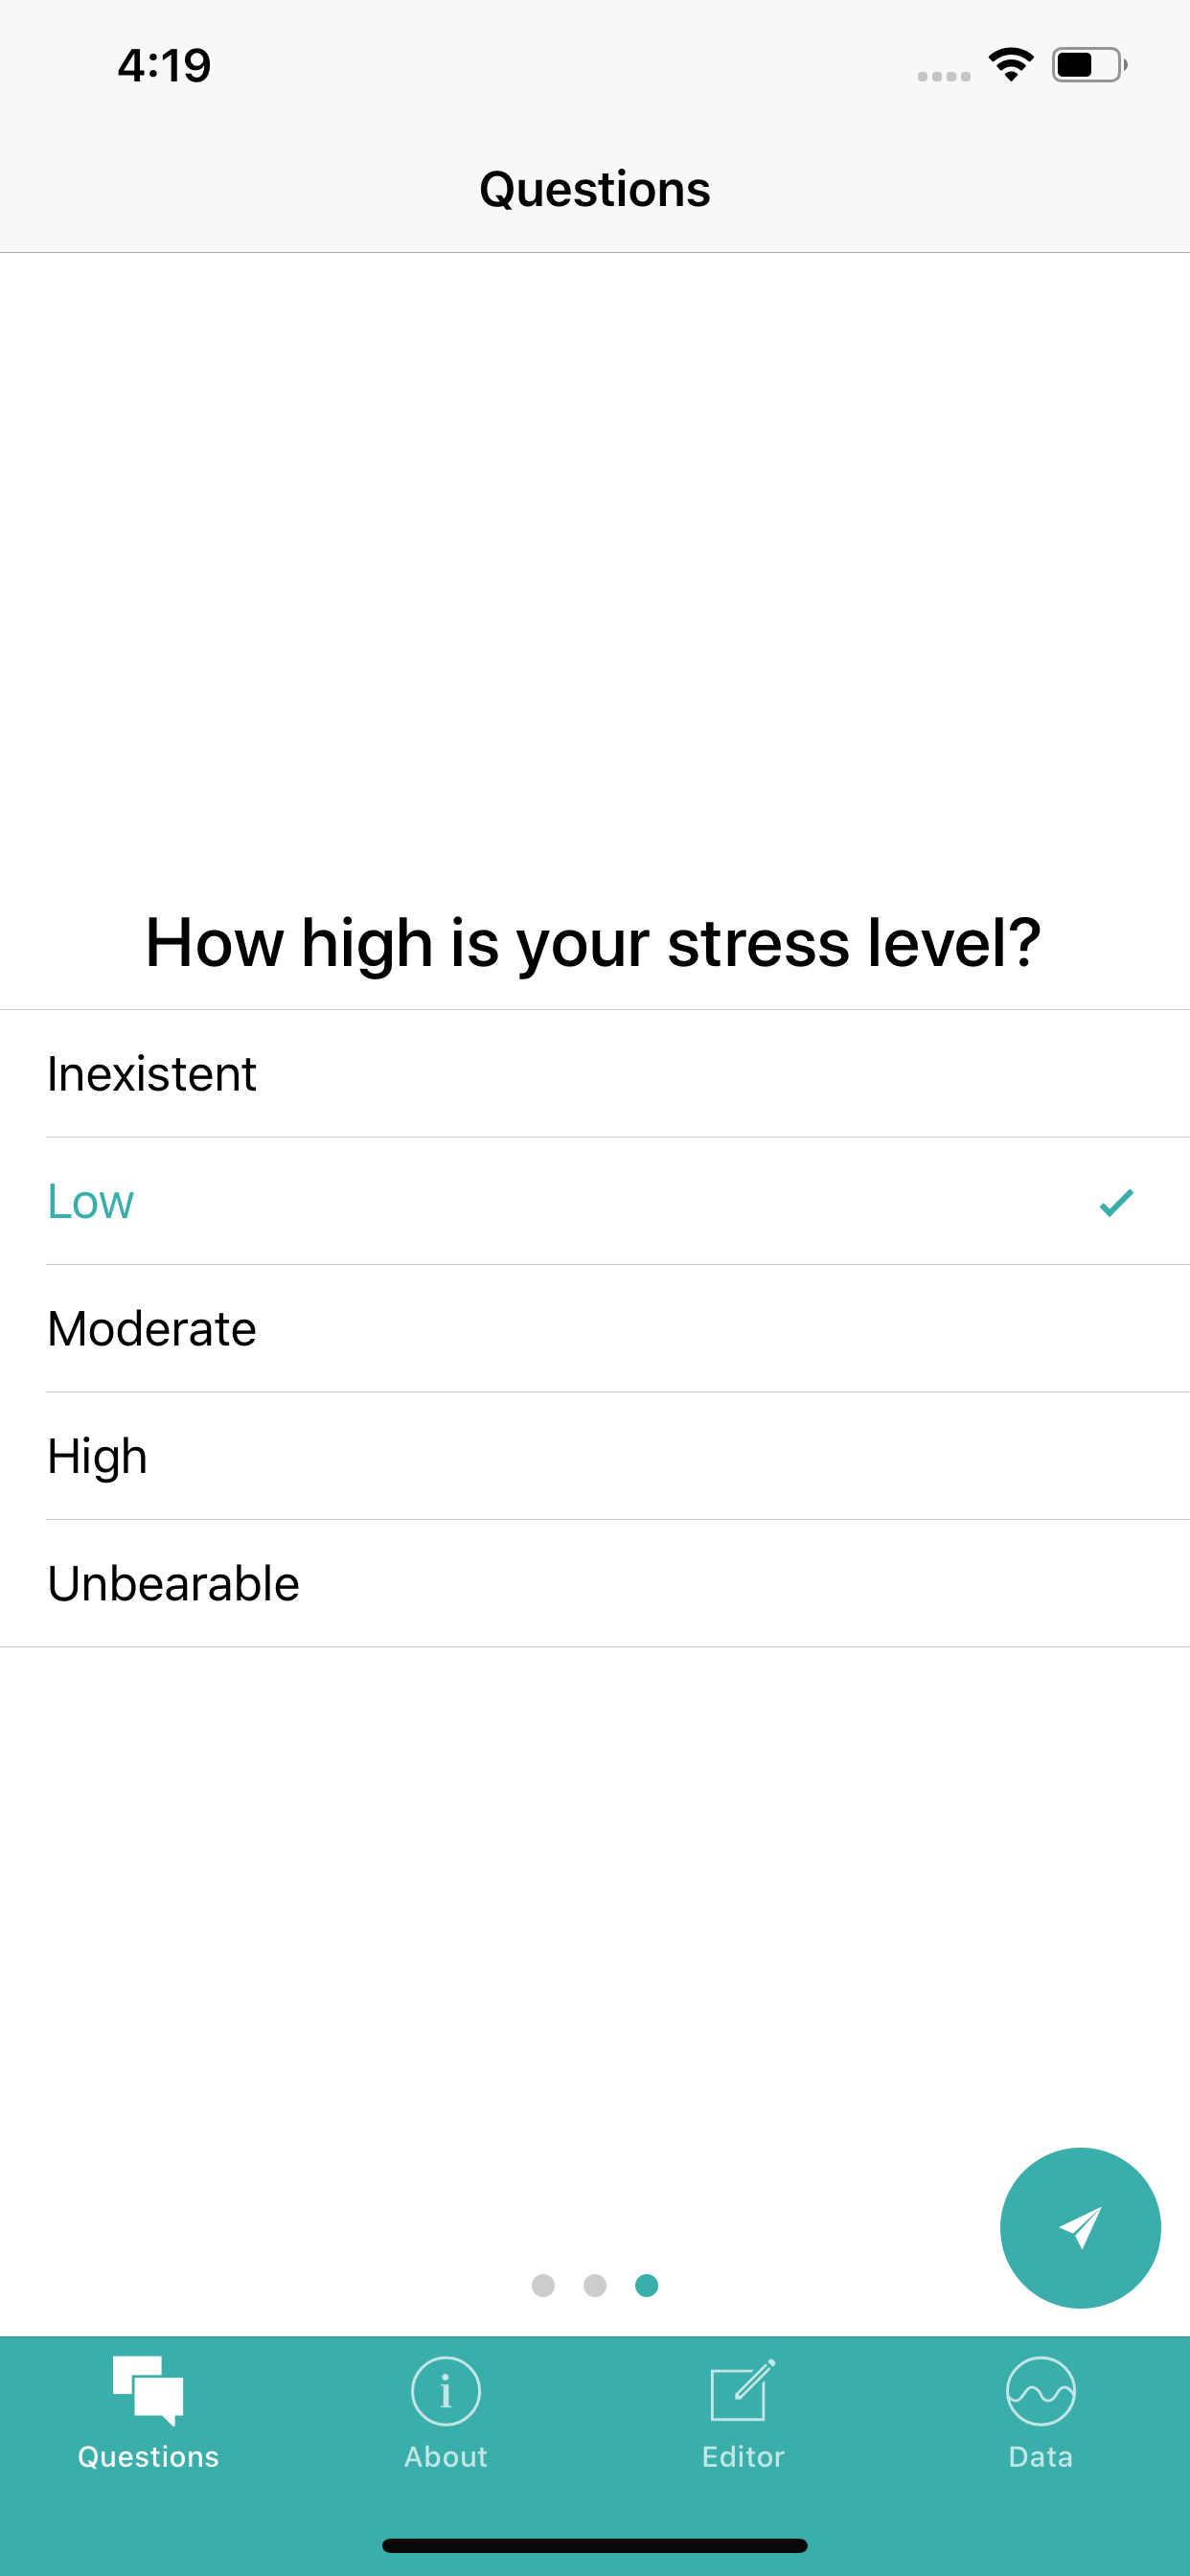 4:19
Questions
How high is your stress level?
Inexistent
Low
Moderate
High
Unbearable
Questions
About
Editor
Data